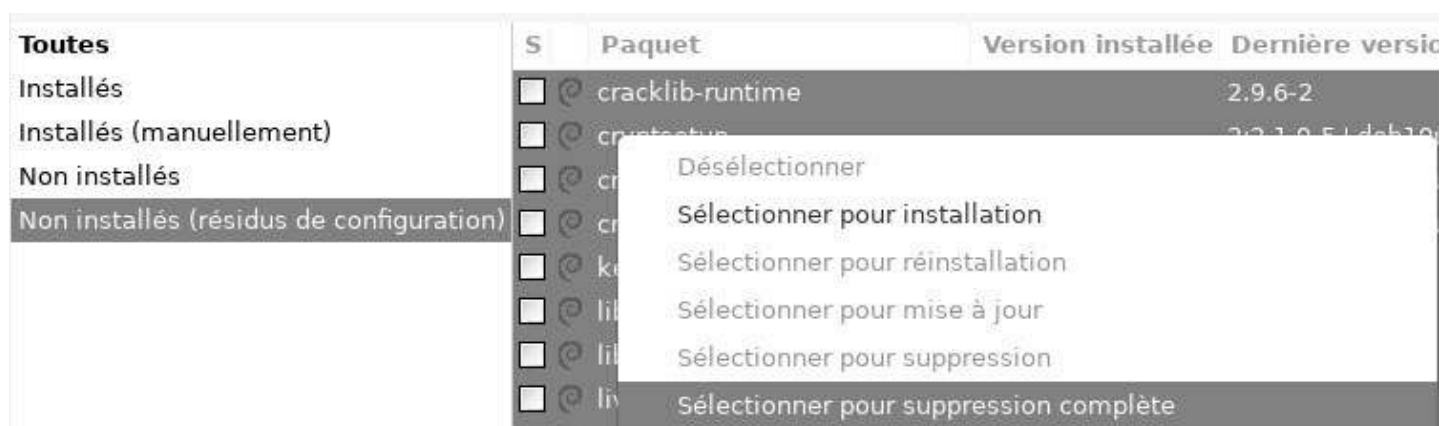 Toutes
Installés
Installés (manuellement)
Non installés
Non installés (résidus de configuration)
S Paquet Version installée Dernière versio
cracklib-runtime 2.9.6-2
Désélectionner
Sélectionner pour installation
Sélectionner pour réinstallation
Sélectionner pour mise à jour
Sélectionner pour suppression
Sélectionner pour suppression complète